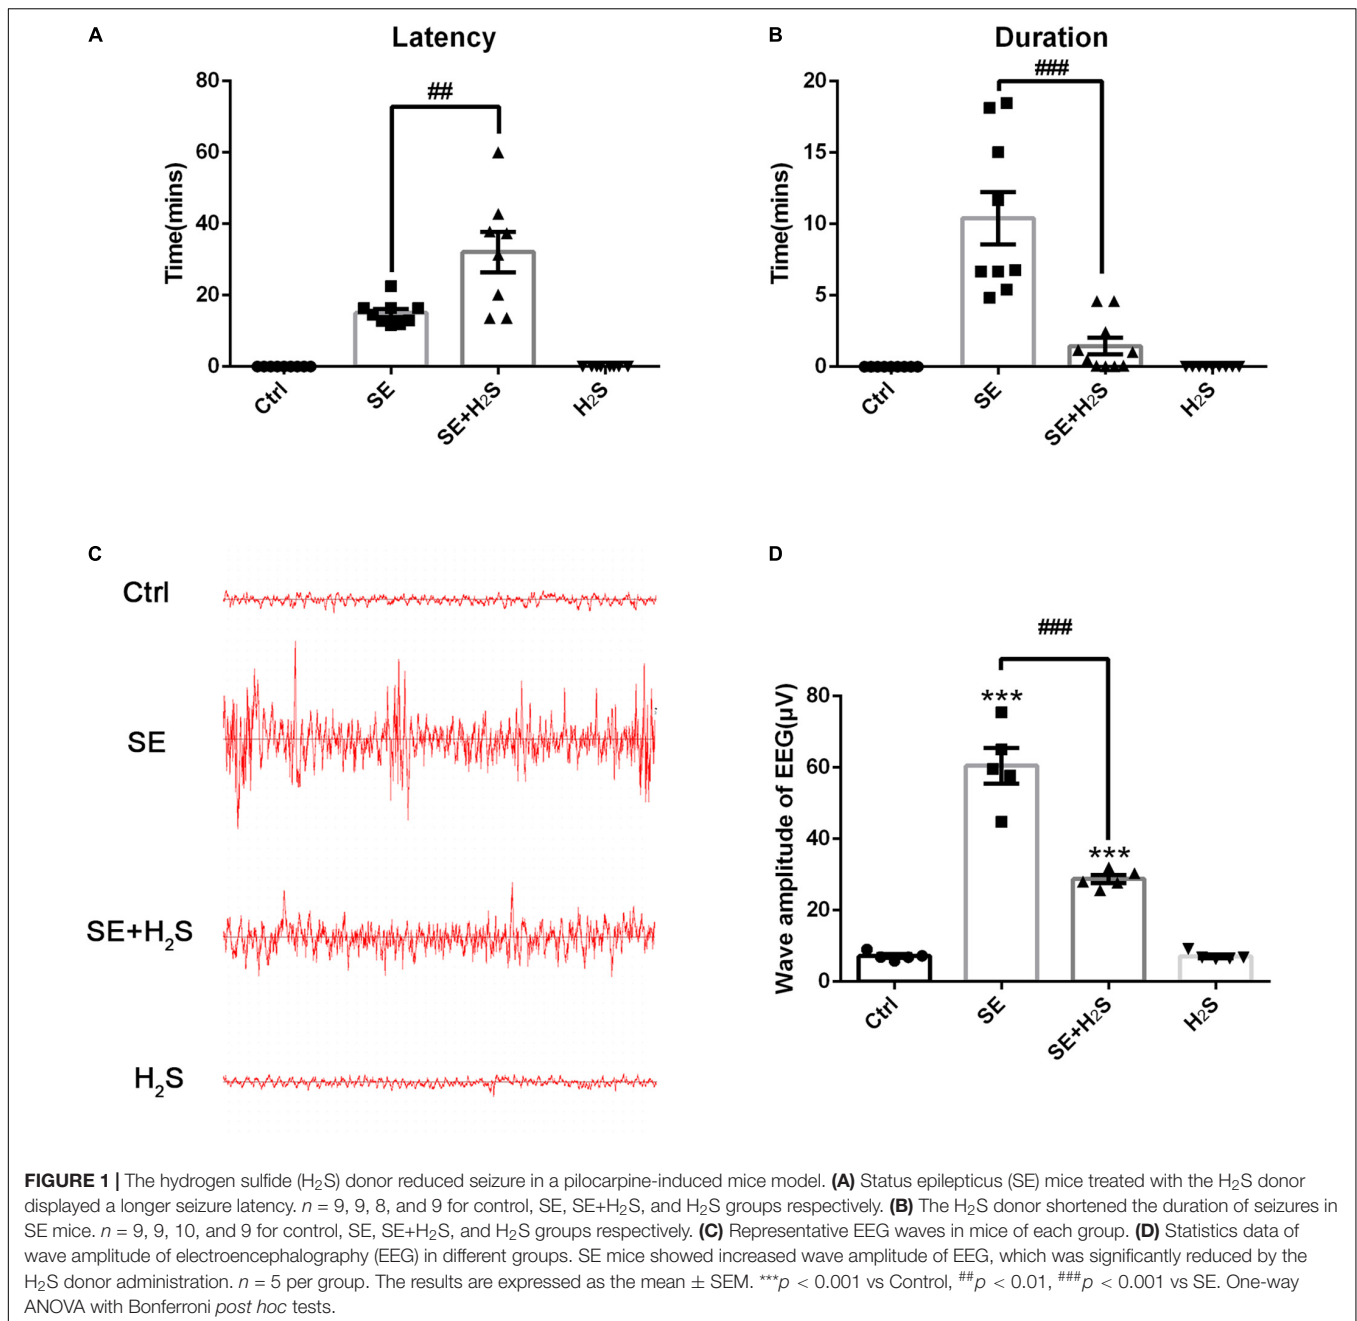 A
Latency
##
80
60
40
20
0
Time(mins)
Ctrl
SE
SE+H₂S
H₂S
B
Duration
###
20
15
10
5
0
Time(mins)
Ctrl
SE
SE+H₂S
H₂S
C
Ctrl
SE
SE+H₂S
H₂S
D
###
***
***
80
60
40
20
0
Wave amplitude of EEG(µV)
Ctrl
SE
SE+H₂S
H₂S
FIGURE 1 | The hydrogen sulfide (H₂S) donor reduced seizure in a pilocarpine-induced mice model. (A) Status epilepticus (SE) mice treated with the H₂S donor
displayed a longer seizure latency. n = 9, 9, 8, and 9 for control, SE, SE+H₂S, and H₂S groups respectively. (B) The H₂S donor shortened the duration of seizures in
SE mice. n = 9, 9, 10, and 9 for control, SE, SE+H₂S, and H₂S groups respectively. (C) Representative EEG waves in mice of each group. (D) Statistics data of
wave amplitude of electroencephalography (EEG) in different groups. SE mice showed increased wave amplitude of EEG, which was significantly reduced by the
H₂S donor administration. n = 5 per group. The results are expressed as the mean ± SEM. ***p < 0.001 vs Control, ##p < 0.01, ###p < 0.001 vs SE. One-way
ANOVA with Bonferroni post hoc tests.